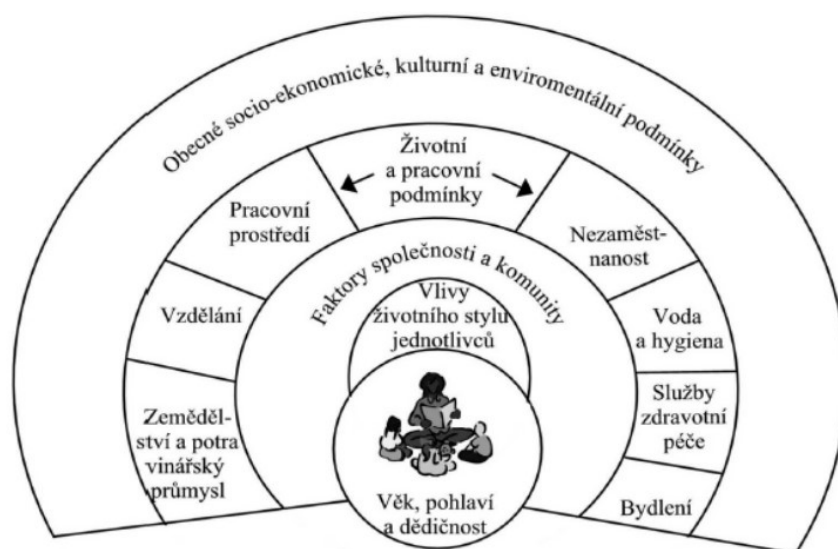 Obecné socio-ekonomické, kulturní a enviromentální podmínky
Životní
a pracovní
podmínky
Pracovní
prostředí
Nezaměst-
nanost
Vzdělání
Voda
a hygiena
Zeměděl-
ství a potra
vinářský
průmysl
Služby
zdravotní
péče
Bydlení
Faktory společnosti a komunity
Vlivy
životního stylu
jednotlivců
Věk, pohlaví
a dědičnost